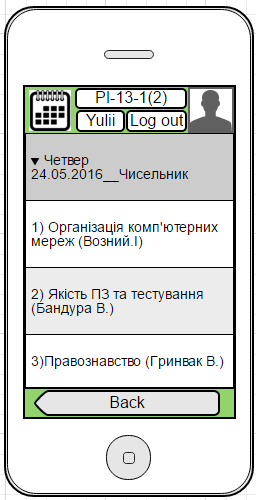 PI-13-1(2)
Yulii Log out
▼ Четвер
24.05.2016__Чисельник
1) Організація комп'ютерних
мереж (Возний.І)
2) Якість ПЗ та тестування
(Бандура В.)
3)Правознавство (Гринвак В.)
Back